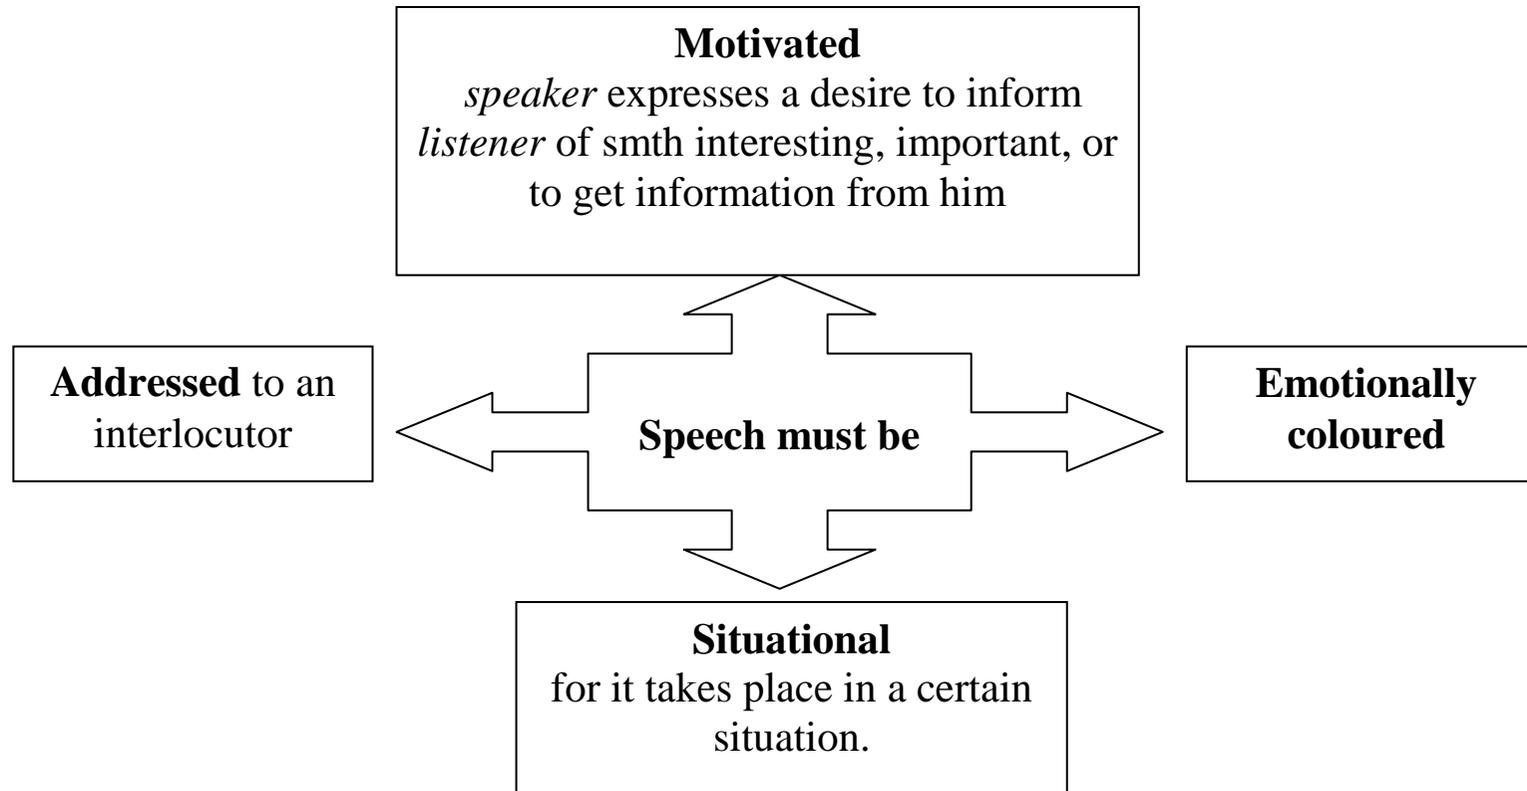 Motivated
speaker expresses a desire to inform
listener of smth interesting, important, or
to get information from him
Addressed to an
interlocutor
Speech must be
Emotionally
coloured
Situational
for it takes place in a certain
situation.